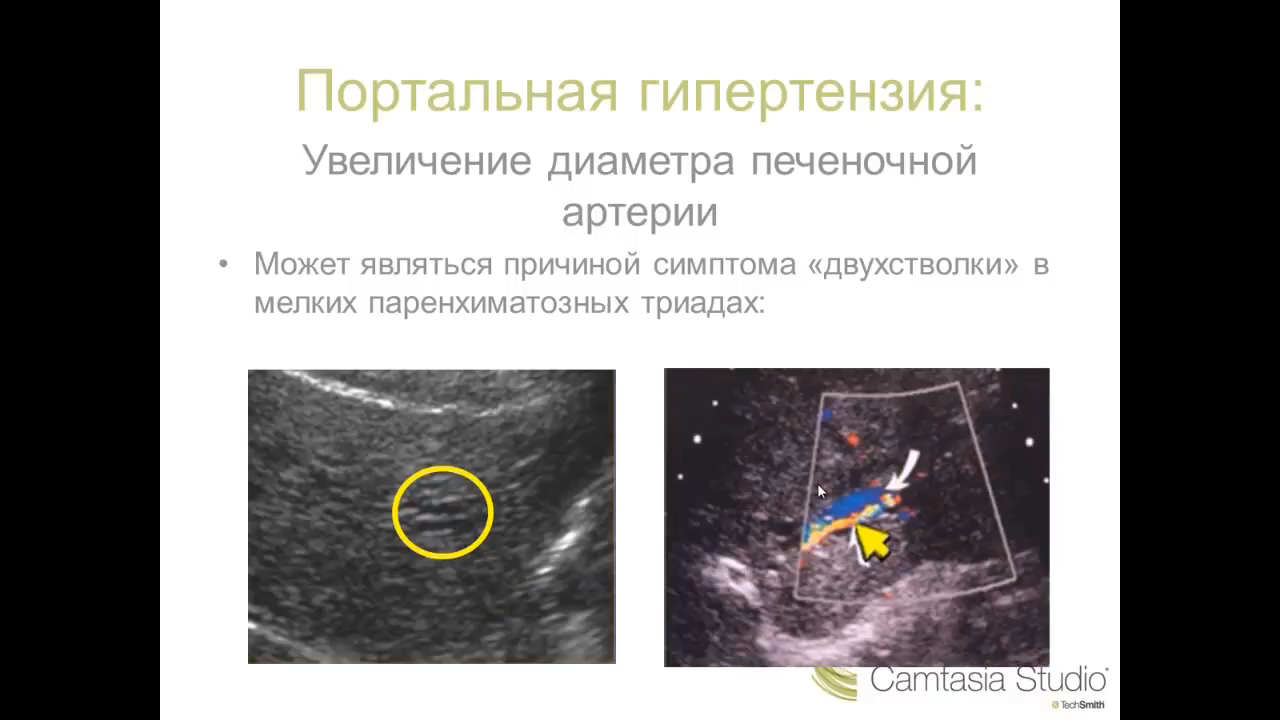 Портальная гипертензия:
Увеличение диаметра печеночной
артерии
• Может являться причиной симптома «двухстволки» в
мелких паренхиматозных триадах:
Camtasia Studio
TechSmith